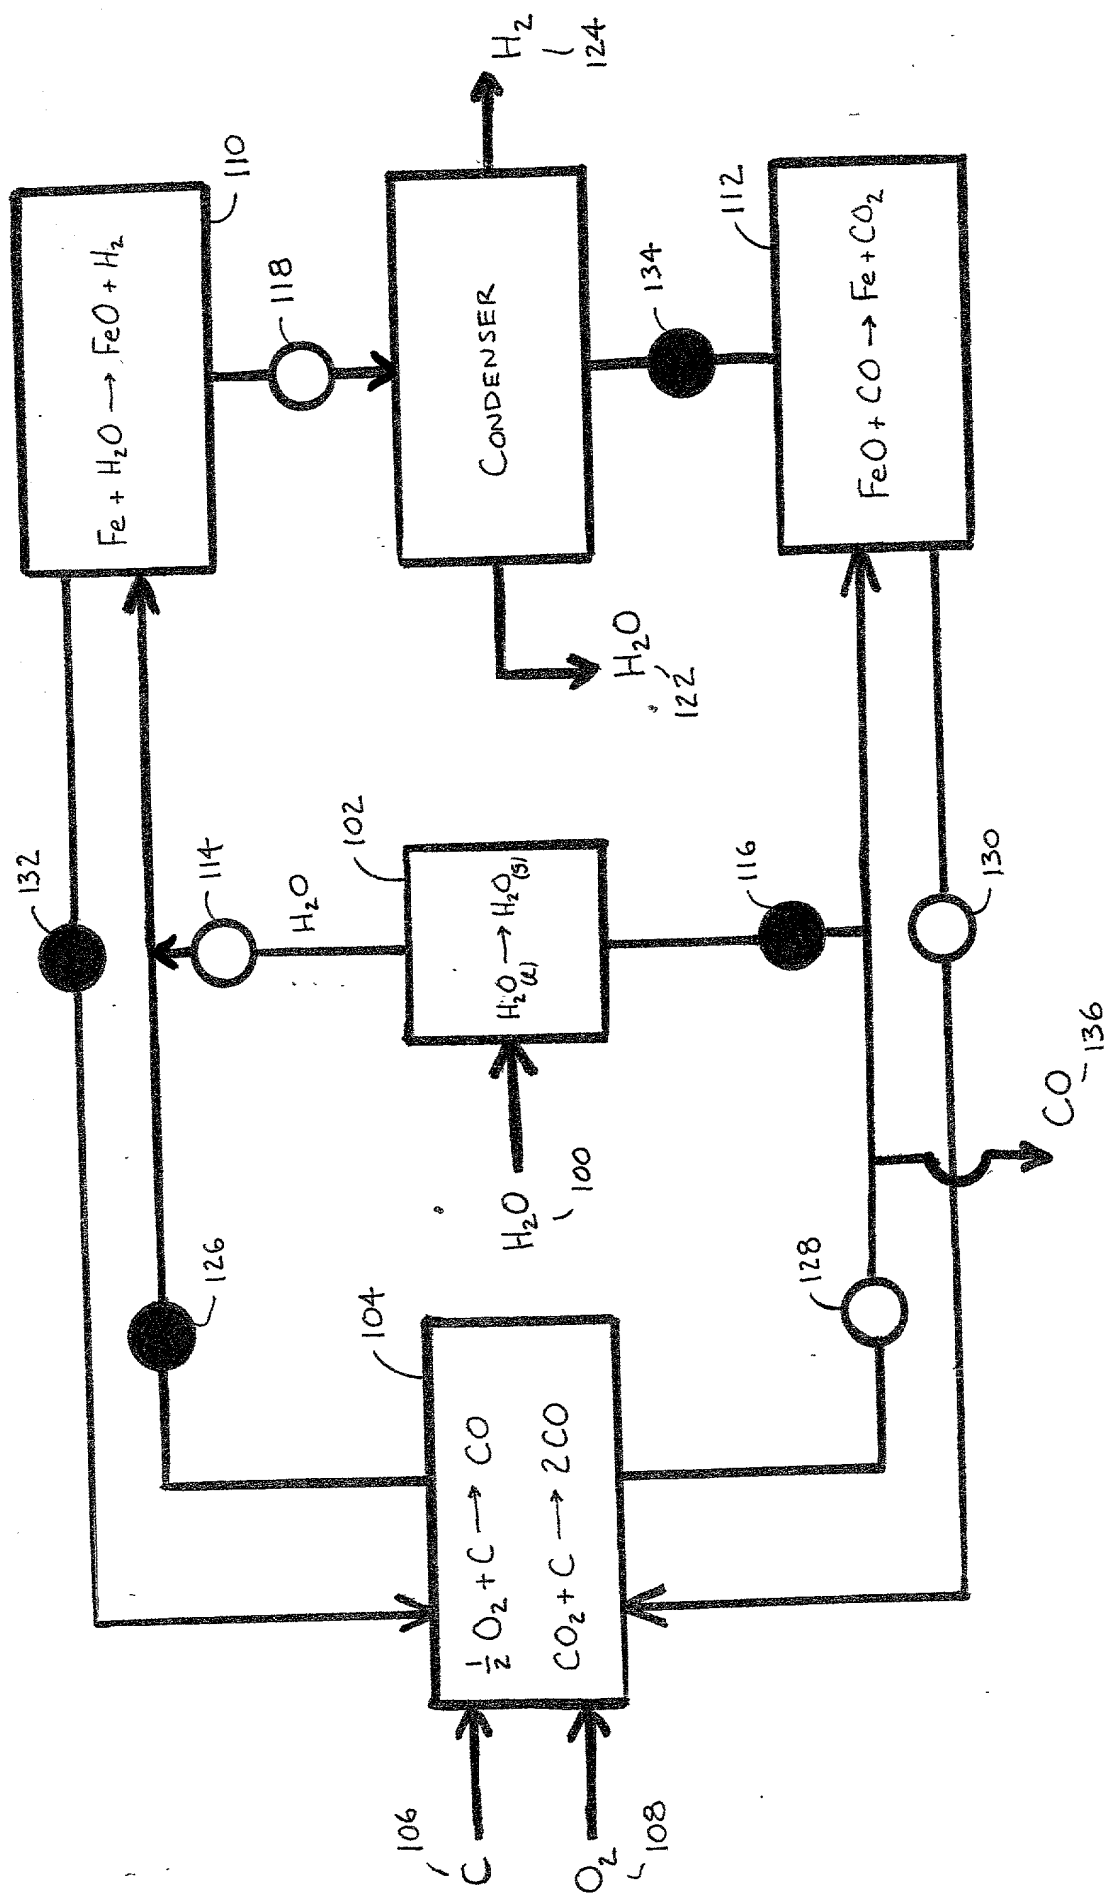 132
Fe + H₂O → FeO + H₂
110
126
114
H₂O
118
H₂
124
104
102
½ O₂ + C → CO
CO₂ + C → 2CO
H₂O
100
H₂O(l) → H₂O(g)
CONDENSER
H₂O
122
106
C
O₂
108
128
116
134
112
FeO + CO → Fe + CO₂
130
CO
136